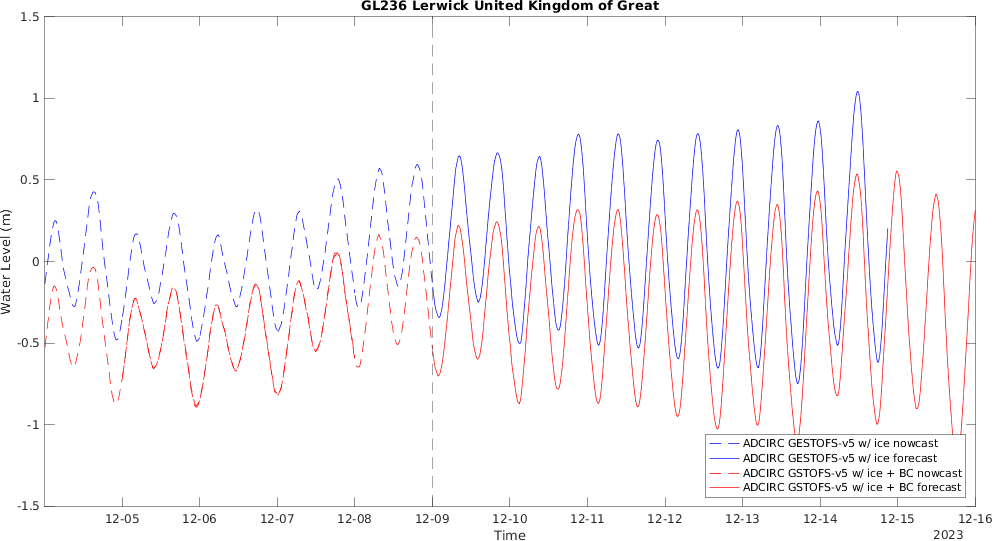 GL236 Lerwick United Kingdom of Great
1.5
1
0.5
0
-0.5
-1
-1.5
Water Level (m)
ADCIRC GESTOFS-v5 w/ ice nowcast
ADCIRC GESTOFS-v5 w/ ice forecast
ADCIRC GSTOFS-v5 w/ ice + BC nowcast
ADCIRC GSTOFS-v5 w/ ice + BC forecast
12-05 12-06 12-07 12-08 12-09 12-10 12-11 12-12 12-13 12-14 12-15 12-16
Time
2023